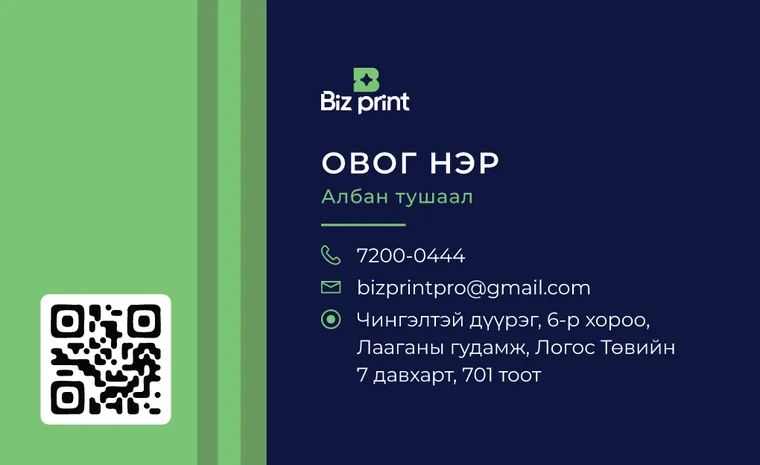 Biz print
ОВОГ НЭР
Албан тушаал
7200-0444
bizprintpro@gmail.com
Чингэлтэй дүүрэг, 6-р хороо,
Лааганы гудамж, Логос Төвийн
7 давхарт, 701 тоот